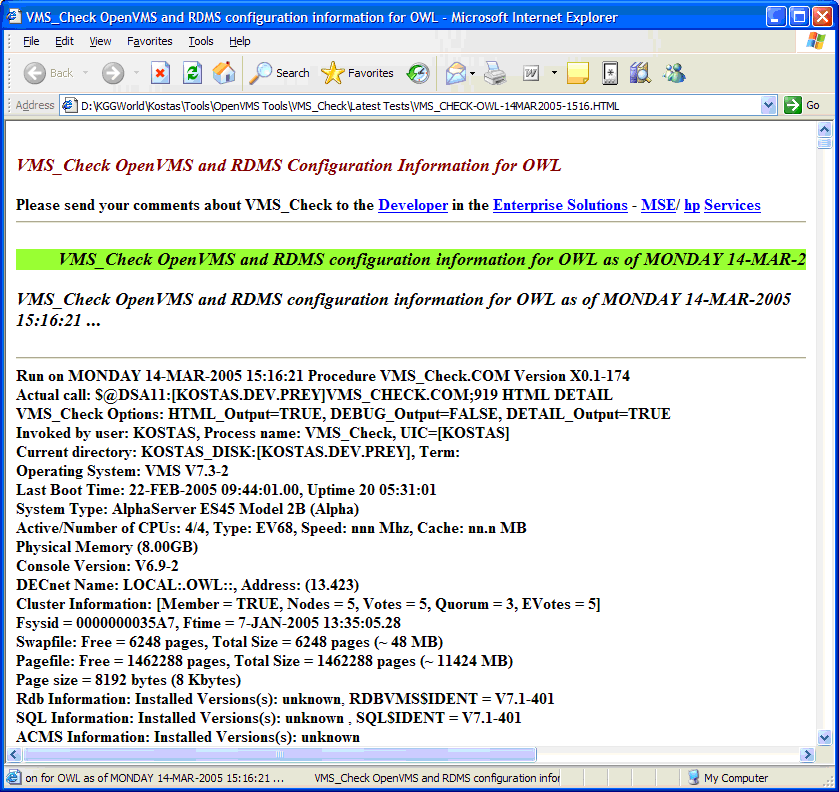 VMS_Check OpenVMS and RDMS configuration information for OWL - Microsoft Internet Explorer
File Edit View Favorites Tools Help
Back Search Favorites
Address D:\KGGWorld\Kostas\Tools\OpenVMS Tools\VMS_Check\Latest Tests\VMS_CHECK-OWL-14MAR2005-1516.HTML Go
VMS_Check OpenVMS and RDMS Configuration Information for OWL
Please send your comments about VMS_Check to the Developer in the Enterprise Solutions - MSE/ hp Services
VMS_Check OpenVMS and RDMS configuration information for OWL as of MONDAY 14-MAR-2
VMS_Check OpenVMS and RDMS configuration information for OWL as of MONDAY 14-MAR-2005
15:16:21 ...
Run on MONDAY 14-MAR-2005 15:16:21 Procedure VMS_Check.COM Version X0.1-174
Actual call: $@DSA11:[KOSTAS.DEV.PREY]VMS_CHECK.COM;919 HTML DETAIL
VMS_Check Options: HTML_Output=TRUE, DEBUG_Output=FALSE, DETAIL_Output=TRUE
Invoked by user: KOSTAS, Process name: VMS_Check, UIC=[KOSTAS]
Current directory: KOSTAS_DISK:[KOSTAS.DEV.PREY], Term:
Operating System: VMS V7.3-2
Last Boot Time: 22-FEB-2005 09:44:01.00, Uptime 20 05:31:01
System Type: AlphaServer ES45 Model 2B (Alpha)
Active/Number of CPUs: 4/4, Type: EV68, Speed: nnn Mhz, Cache: nn.n MB
Physical Memory (8.00GB)
Console Version: V6.9-2
DECnet Name: LOCAL:.OWL::, Address: (13.423)
Cluster Information: [Member = TRUE, Nodes = 5, Votes = 5, Quorum = 3, EVotes = 5]
Fsysid = 0000000035A7, Ftime = 7-JAN-2005 13:35:05.28
Swapfile: Free = 6248 pages, Total Size = 6248 pages (~ 48 MB)
Pagefile: Free = 1462288 pages, Total Size = 1462288 pages (~ 11424 MB)
Page size = 8192 bytes (8 Kbytes)
Rdb Information: Installed Versions(s): unknown, RDBVMS$IDENT = V7.1-401
SQL Information: Installed Versions(s): unknown , SQL$IDENT = V7.1-401
ACMS Information: Installed Versions(s): unknown
on for OWL as of MONDAY 14-MAR-2005 15:16:21 ... VMS_Check OpenVMS and RDMS configuration infor My Computer